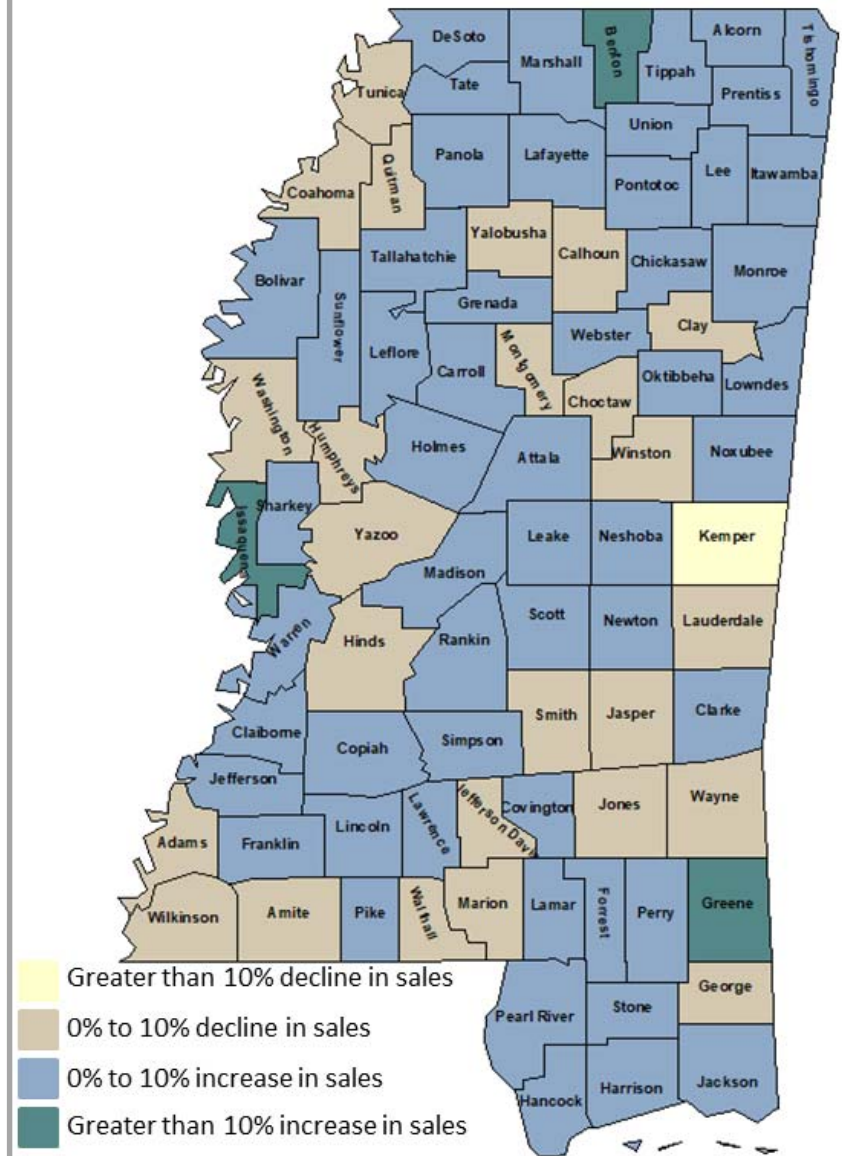 DeSoto
Marshall
Benton
Tippah
Alcorn
Tishomingo
Tunica
Tate
Prentiss
Union
Panola
Lafayette
Quitman
Coahoma
Pontotoc
Lee
Itawamba
Yalobusha
Calhoun
Chickasaw
Monroe
Tallahatchie
Bolivar
Sunflower
Grenada
Leflore
Carroll
Montgomery
Webster
Clay
Choctaw
Oktibbeha
Lowndes
Washington
Humphreys
Holmes
Attala
Winston
Noxubee
Issaquena
Sharkey
Yazoo
Leake
Neshoba
Kemper
Madison
Warren
Hinds
Rankin
Scott
Newton
Lauderdale
Claiborne
Copiah
Simpson
Smith
Jasper
Clarke
Jefferson
Lincoln
Lawrence
Jefferson Davis
Covington
Jones
Wayne
Adams
Franklin
Wilkinson
Amite
Pike
Walthall
Marion
Lamar
Forrest
Perry
Greene
George
Pearl River
Stone
Hancock
Harrison
Jackson
Greater than 10% decline in sales
0% to 10% decline in sales
0% to 10% increase in sales
Greater than 10% increase in sales